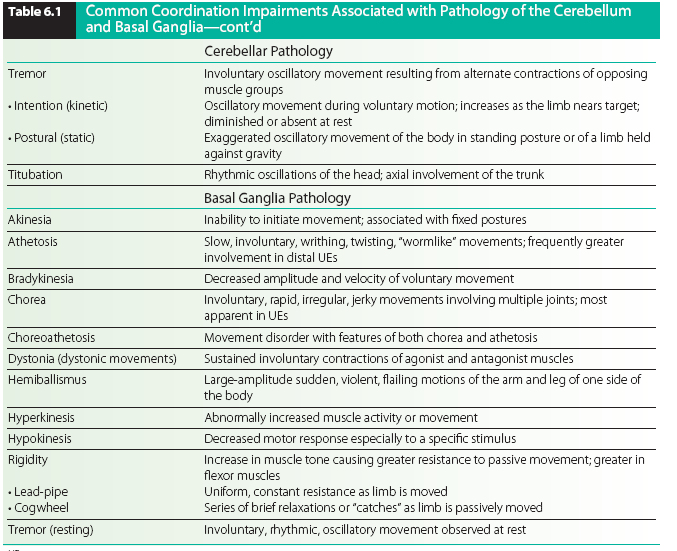 Table 6.1 Common Coordination Impairments Associated with Pathology of the Cerebellum
and Basal Ganglia—cont'd
Cerebellar Pathology
Tremor Involuntary oscillatory movement resulting from alternate contractions of opposing
muscle groups
• Intention (kinetic) Oscillatory movement during voluntary motion; increases as the limb nears target;
diminished or absent at rest
• Postural (static) Exaggerated oscillatory movement of the body in standing posture or of a limb held
against gravity
Titubation Rhythmic oscillations of the head; axial involvement of the trunk
Basal Ganglia Pathology
Akinesia Inability to initiate movement; associated with fixed postures
Athetosis Slow, involuntary, writhing, twisting, “wormlike” movements; frequently greater
involvement in distal UEs
Bradykinesia Decreased amplitude and velocity of voluntary movement
Chorea Involuntary, rapid, irregular, jerky movements involving multiple joints; most
apparent in UEs
Choreoathetosis Movement disorder with features of both chorea and athetosis
Dystonia (dystonic movements) Sustained involuntary contractions of agonist and antagonist muscles
Hemiballismus Large-amplitude sudden, violent, flailing motions of the arm and leg of one side of
the body
Hyperkinesis Abnormally increased muscle activity or movement
Hypokinesis Decreased motor response especially to a specific stimulus
Rigidity Increase in muscle tone causing greater resistance to passive movement; greater in
flexor muscles
• Lead-pipe Uniform, constant resistance as limb is moved
• Cogwheel Series of brief relaxations or “catches” as limb is passively moved
Tremor (resting) Involuntary, rhythmic, oscillatory movement observed at rest